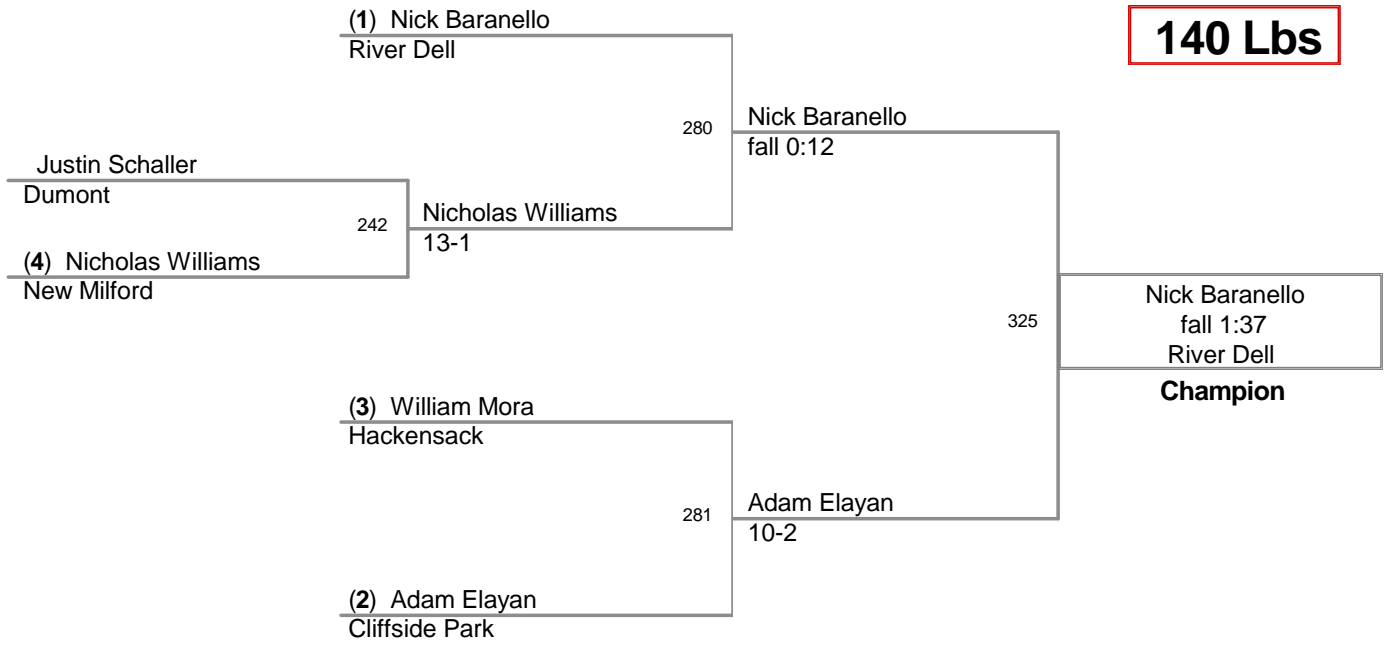 (1) Nick Baranello
River Dell
140 Lbs
280
Nick Baranello
fall 0:12
Justin Schaller
Dumont
242
Nicholas Williams
13-1
(4) Nicholas Williams
New Milford
325
Nick Baranello
fall 1:37
River Dell
Champion
(3) William Mora
Hackensack
281
Adam Elayan
10-2
(2) Adam Elayan
Cliffside Park